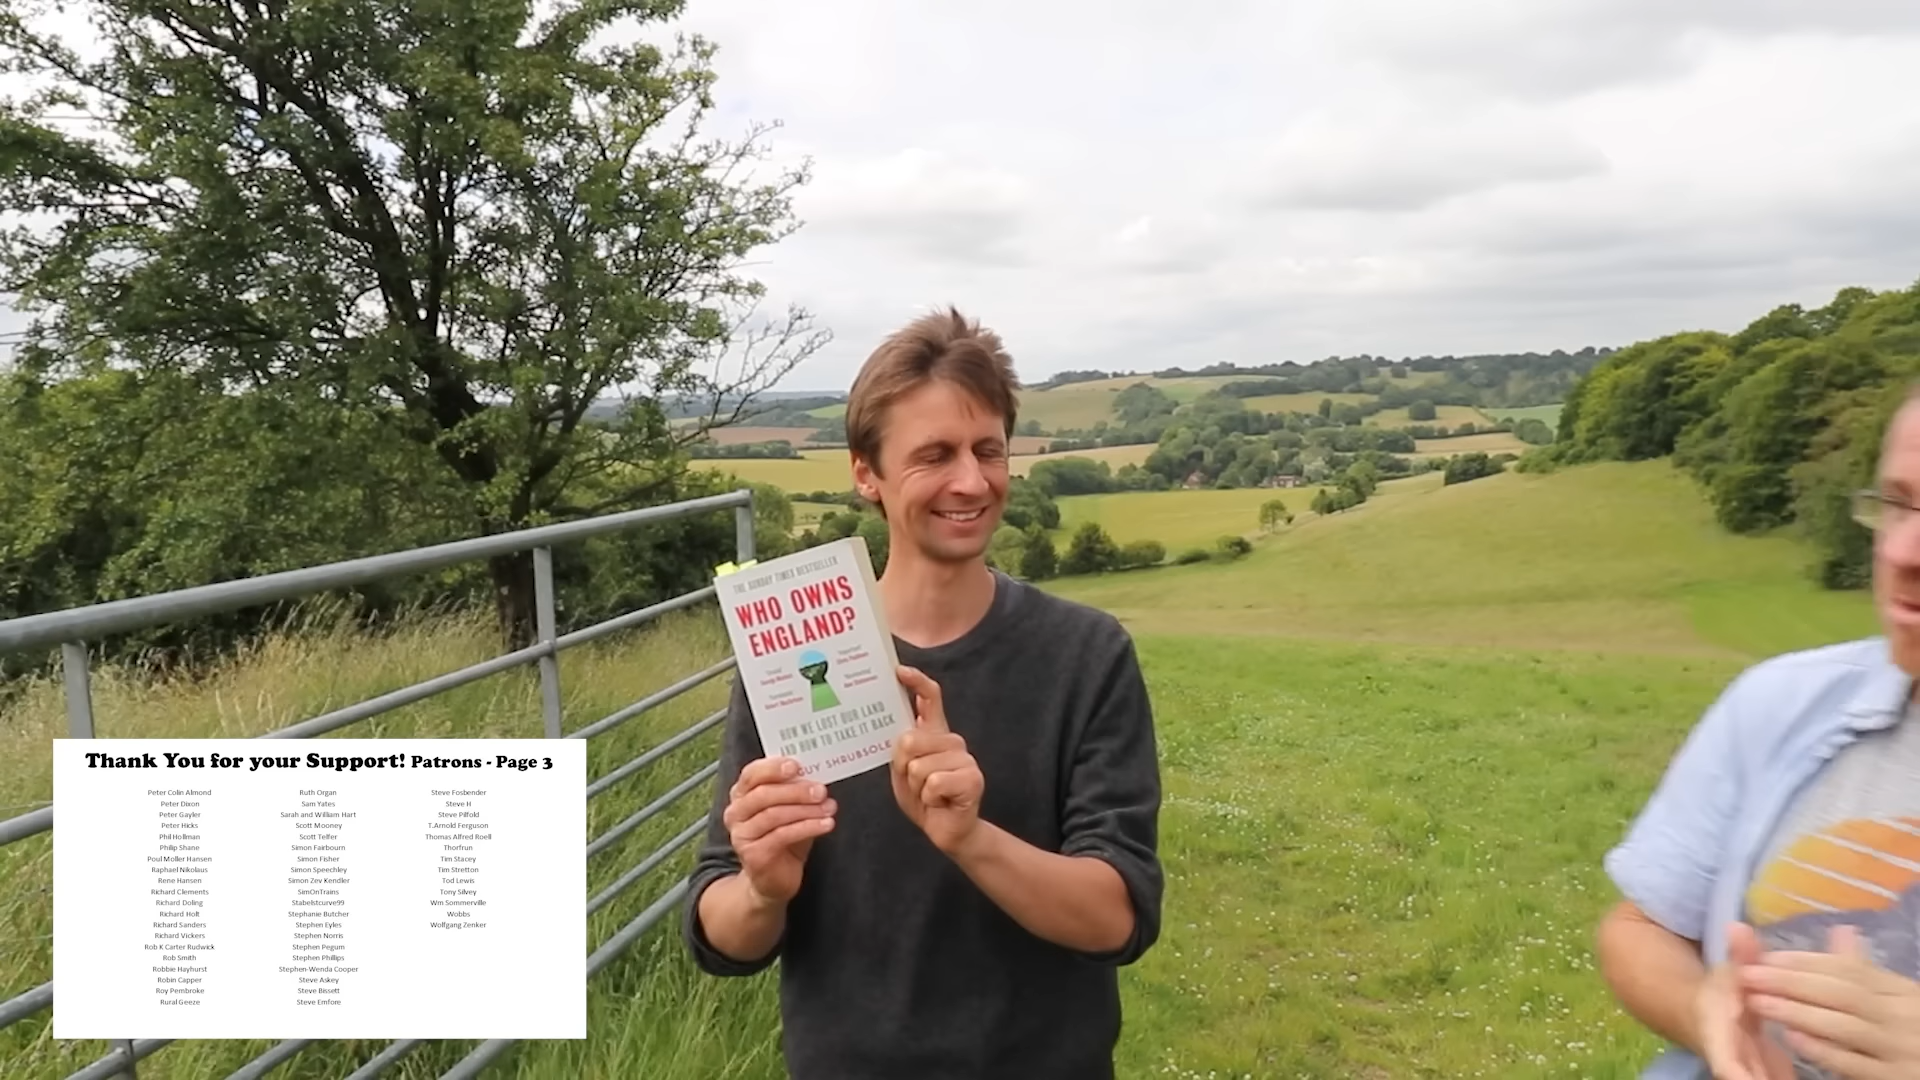 THE SUNDAY TIMES BESTSELLER
WHO OWNS
ENGLAND?
HOW WE LOST OUR LAND
AND HOW TO TAKE IT BACK
GUY SHRUBSOLE
Thank You for your Support! Patrons - Page 3
Peter Colin Almond
Peter Dixon
Peter Gayler
Peter Hicks
Phil Hollman
Philip Shane
Poul Moller Hansen
Raphael Nikolaus
Rene Hansen
Richard Clements
Richard Doling
Richard Holt
Richard Sanders
Richard Vickers
Rob K Carter Rudwick
Rob Smith
Robbie Hayhurst
Robin Capper
Roy Pembroke
Rural Geeze
Ruth Organ
Sam Yates
Sarah and William Hart
Scott Mooney
Scott Telfer
Simon Fairbourn
Simon Fisher
Simon Speechley
Simon Zev Kendler
SimOnTrains
Stabelstcurve99
Stephanie Butcher
Stephen Eyles
Stephen Norris
Stephen Pegum
Stephen Phillips
Stephen-Wenda Cooper
Steve Askey
Steve Bissett
Steve Emfore
Steve Fosbender
Steve H
Steve Pilfold
T.Arnold Ferguson
Thomas Alfred Roell
Thorfrun
Tim Stacey
Tim Stretton
Tod Lewis
Tony Silvey
Wm Sommerville
Wobbs
Wolfgang Zenker